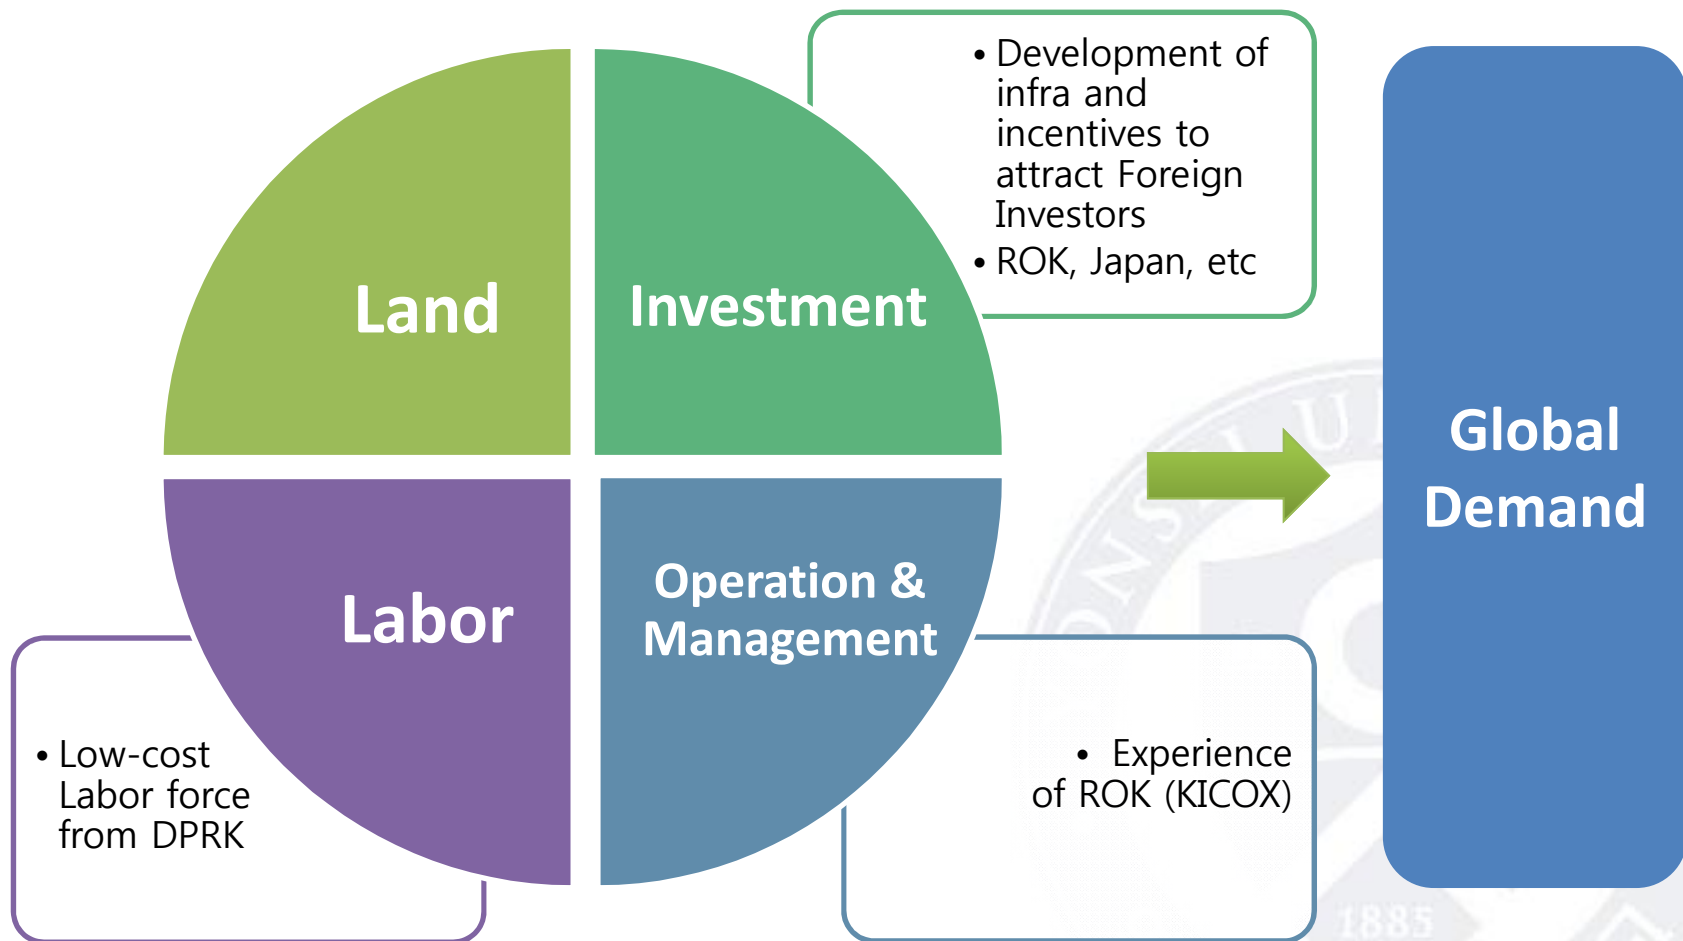 • Development of
infra and
incentives to
attract Foreign
Investors
• ROK, Japan, etc
Land
Investment
Labor
Operation &
Management
• Low-cost
Labor force
from DPRK
• Experience
of ROK (KICOX)
Global
Demand
1885